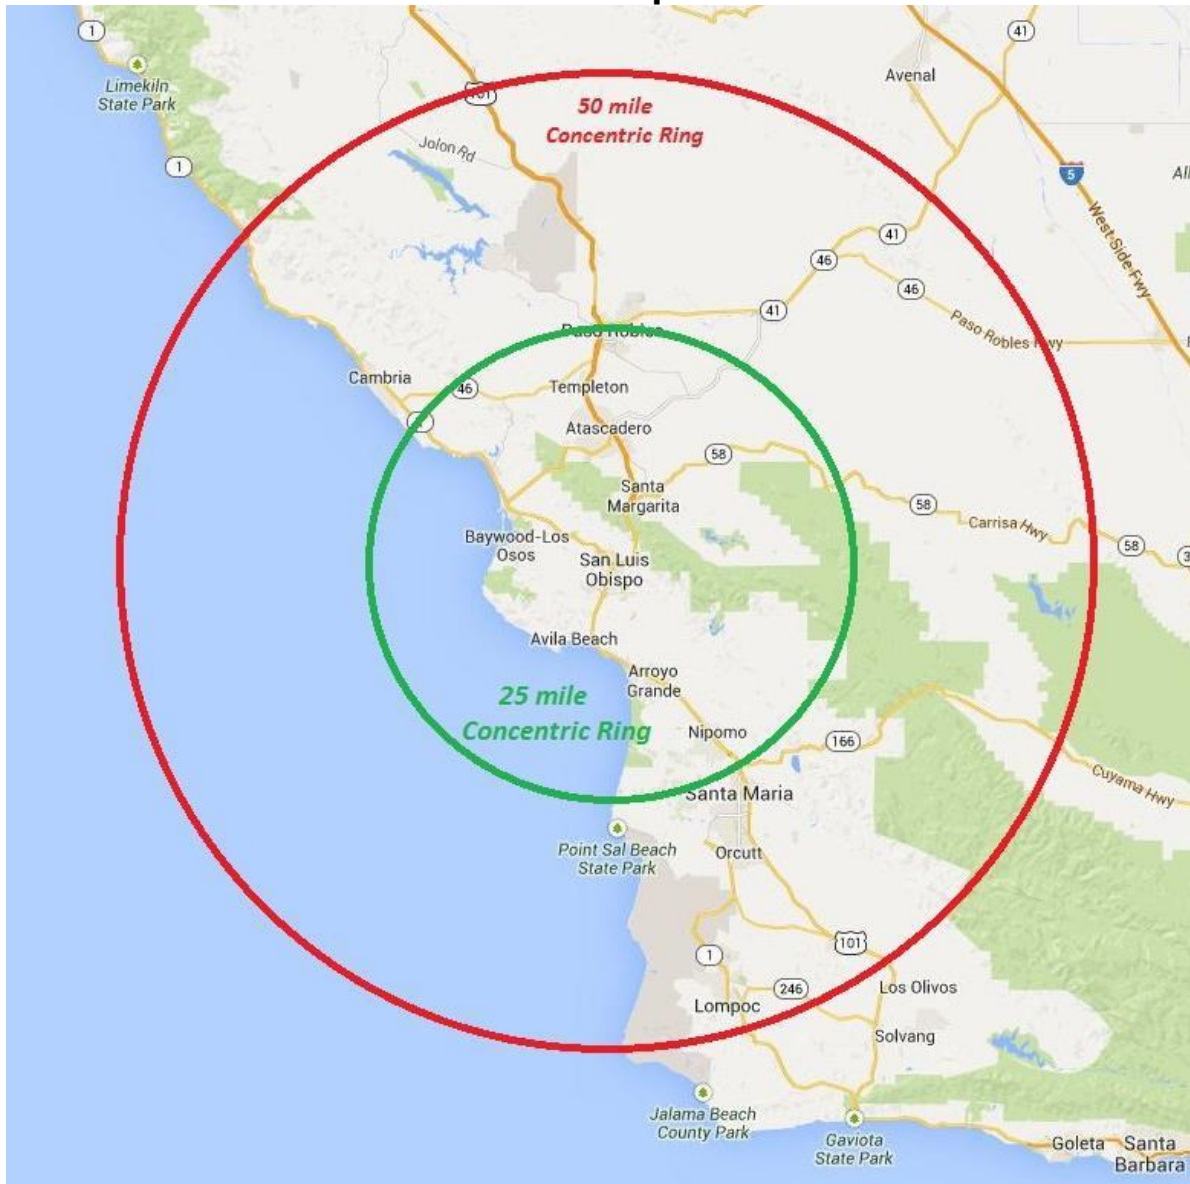 1
41
Limekiln
State Park
Avenal
101
50 mile
Concentric Ring
Jolon Rd
1
5
West Side Fwy
41
46
46
41
Paso Robles Hwy
Paso Robles
Cambria
46
Templeton
Atascadero
58
Santa
Margarita
58
Carrisa Hwy
58
Baywood-Los
Osos
San Luis
Obispo
Avila Beach
Arroyo
Grande
25 mile
Concentric Ring
Nipomo
166
Cuyama Hwy
Santa Maria
Point Sal Beach
State Park
Orcutt
101
1
246
Los Olivos
Lompoc
Solvang
Jalama Beach
County Park
Gaviota
State Park
Goleta
Santa
Barbara